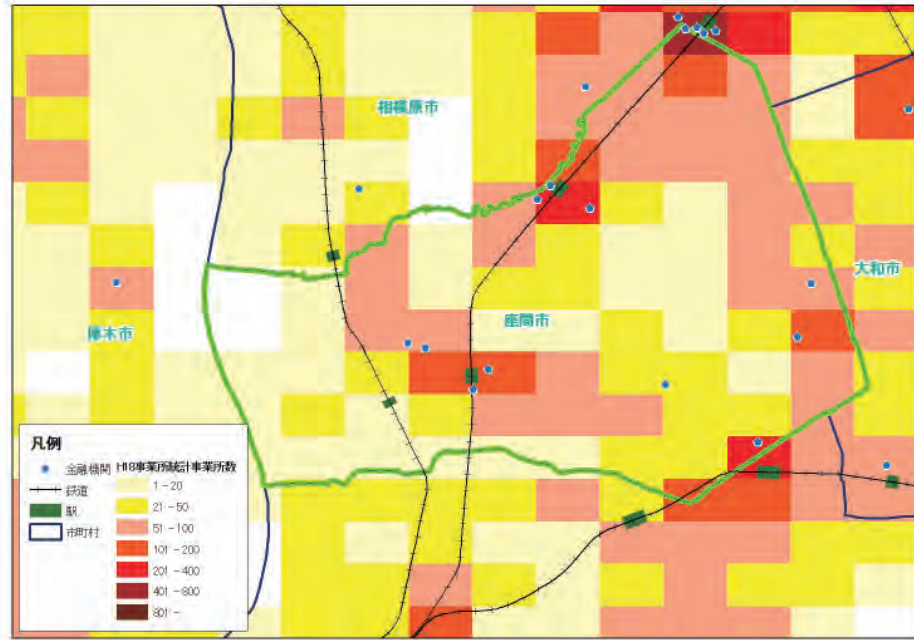 相模原市
大和市
座間市
厚木市
凡例
金融機関
鉄道
駅
市町村
H18事業所統計事業所数
1 - 20
21 - 50
51 - 100
101 - 200
201 - 400
401 - 800
801 -